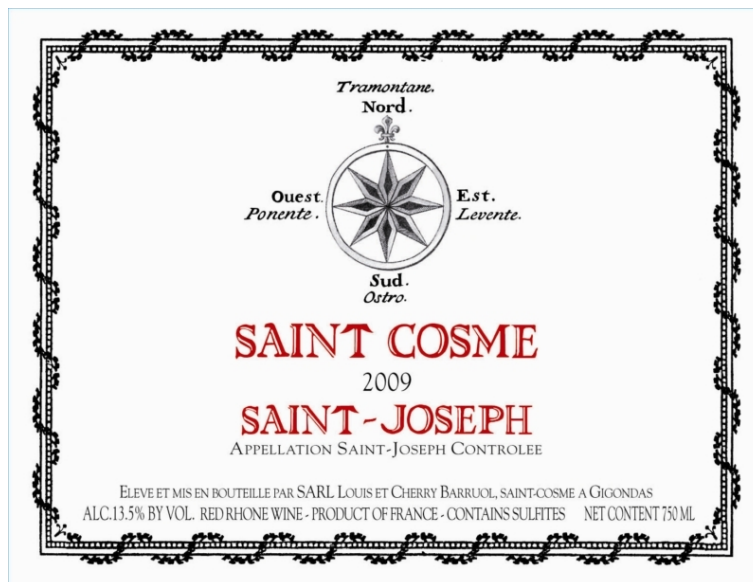 Tramontane.
Nord.
Ouest. Est.
Ponente. Levente.
Sud.
Ostro.
SAINT COSME
2009
SAINT-JOSEPH
APPELLATION SAINT-JOSEPH CONTROLEE
ELEVE ET MIS EN BOUTEILLE PAR SARL LOUIS ET CHERRY BARRUOL, SAINT-COSME A GIGONDAS
ALC.13.5% BY VOL. RED RHONE WINE - PRODUCT OF FRANCE - CONTAINS SULFITES NET CONTENT 750 ML